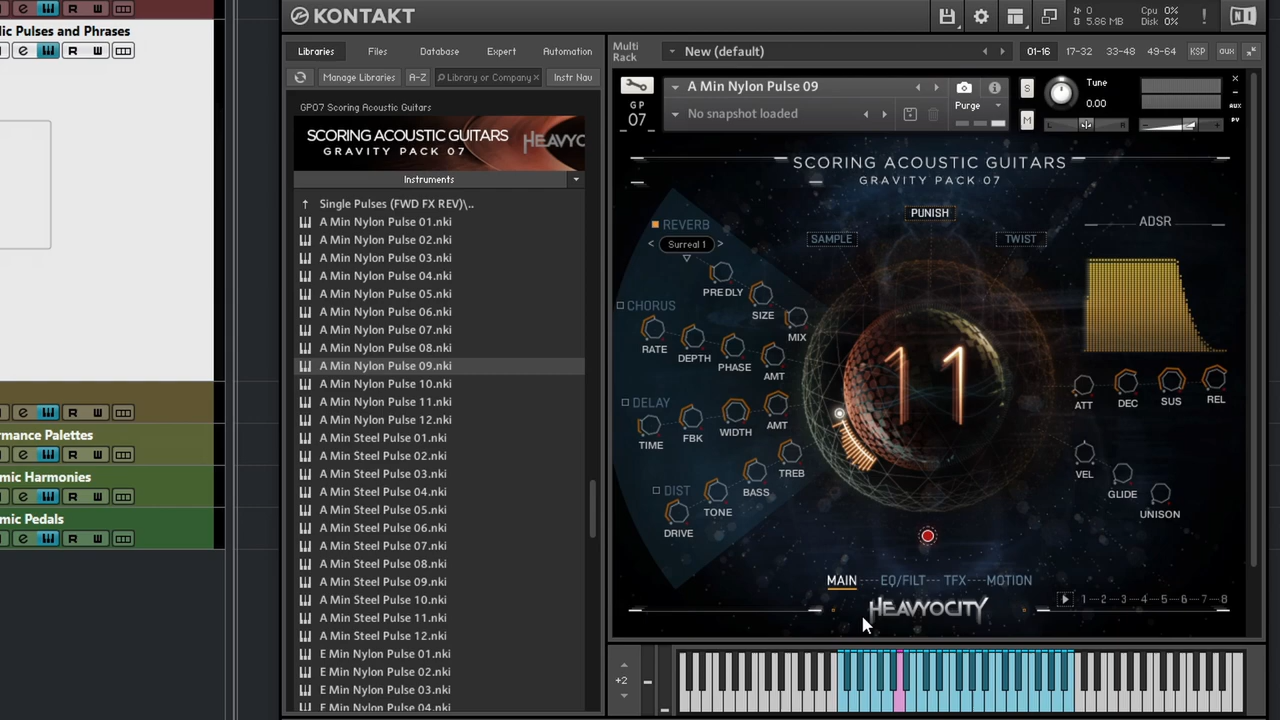 lic Pulses and Phrases
e R W
e R W
rmance Palettes
e R W
mic Harmonies
e R W
mic Pedals
e R W
KONTAKT
0 Cpu 0%
5.86 MB Disk 0%
!
Libraries Files Database Expert Automation
Manage Libraries A-Z Library or Company × Instr Nav
GP07 Scoring Acoustic Guitars
SCORING ACOUSTIC GUITARS HEAVYOC
GRAVITY PACK 07
Instruments
Single Pulses (FWD FX REV)\..
A Min Nylon Pulse 01.nki
A Min Nylon Pulse 02.nki
A Min Nylon Pulse 03.nki
A Min Nylon Pulse 04.nki
A Min Nylon Pulse 05.nki
A Min Nylon Pulse 06.nki
A Min Nylon Pulse 07.nki
A Min Nylon Pulse 08.nki
A Min Nylon Pulse 09.nki
A Min Nylon Pulse 10.nki
A Min Nylon Pulse 11.nki
A Min Nylon Pulse 12.nki
A Min Steel Pulse 01.nki
A Min Steel Pulse 02.nki
A Min Steel Pulse 03.nki
A Min Steel Pulse 04.nki
A Min Steel Pulse 05.nki
A Min Steel Pulse 06.nki
A Min Steel Pulse 07.nki
A Min Steel Pulse 08.nki
A Min Steel Pulse 09.nki
A Min Steel Pulse 10.nki
A Min Steel Pulse 11.nki
A Min Steel Pulse 12.nki
E Min Nylon Pulse 01.nki
E Min Nylon Pulse 02.nki
E Min Nylon Pulse 03.nki
E Min Nylon Pulse 04.nki
Multi Rack
New (default)
01-16 17-32 33-48 49-64 KSP AUX
GP 07
A Min Nylon Pulse 09
No snapshot loaded
Purge
S
M
Tune
0.00
L R
AUX
PV
SCORING ACOUSTIC GUITARS
GRAVITY PACK 07
PUNISH
SAMPLE TWIST
ADSR
REVERB
< Surreal 1 >
PRE DLY SIZE MIX
CHORUS
RATE DEPTH PHASE AMT
DELAY
TIME FBK WIDTH AMT
DIST
DRIVE TONE BASS TREB
11
ATT DEC SUS REL
VEL GLIDE UNISON
MAIN EQ/FILT TFX MOTION
HEAVYOCITY
1 2 3 4 5 6 7 8
+2